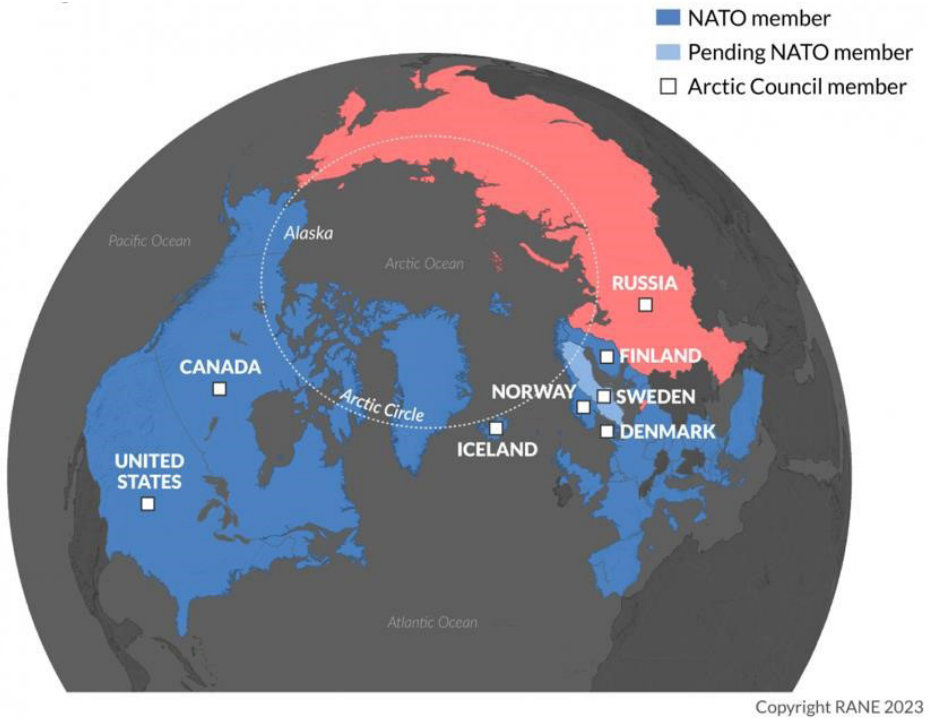 NATO member
Pending NATO member
Arctic Council member
Pacific Ocean
Alaska
Arctic Ocean
RUSSIA
FINLAND
CANADA
NORWAY
SWEDEN
Arctic Circle
DENMARK
ICELAND
UNITED
STATES
Atlantic Ocean
Copyright RANE 2023